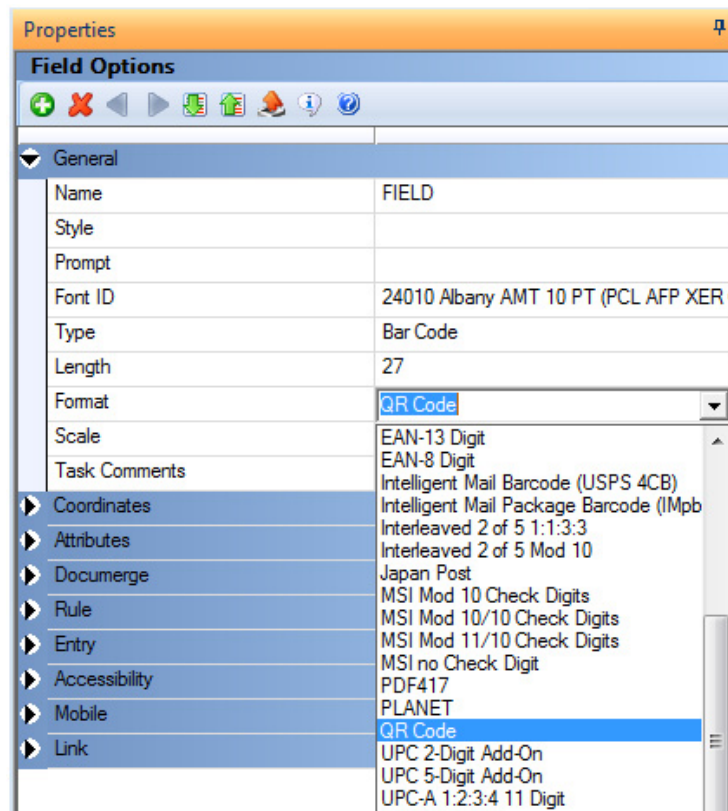 Properties
Field Options
General
Name FIELD
Style
Prompt
Font ID 24010 Albany AMT 10 PT (PCL AFP XER
Type Bar Code
Length 27
Format QR Code
Scale
Task Comments
Coordinates
Attributes
Documerge
Rule
Entry
Accessibility
Mobile
Link
EAN-13 Digit
EAN-8 Digit
Intelligent Mail Barcode (USPS 4CB)
Intelligent Mail Package Barcode (IMpb
Interleaved 2 of 5 1:1:3:3
Interleaved 2 of 5 Mod 10
Japan Post
MSI Mod 10 Check Digits
MSI Mod 10/10 Check Digits
MSI Mod 11/10 Check Digits
MSI no Check Digit
PDF417
PLANET
QR Code
UPC 2-Digit Add-On
UPC 5-Digit Add-On
UPC-A 1:2:3:4 11 Digit